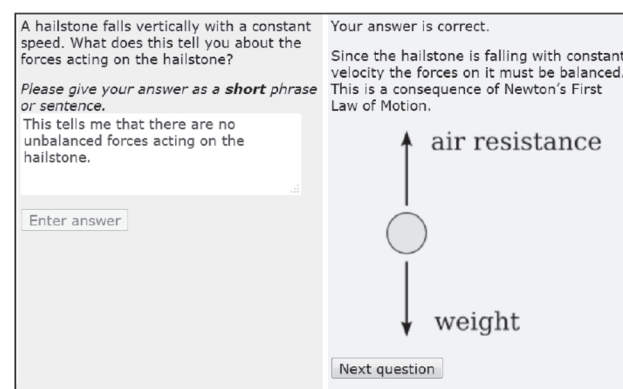 A hailstone falls vertically with a constant
speed. What does this tell you about the
forces acting on the hailstone?
Please give your answer as a short phrase
or sentence.
This tells me that there are no
unbalanced forces acting on the
hailstone.
Enter answer
Your answer is correct.
Since the hailstone is falling with constant
velocity the forces on it must be balanced.
This is a consequence of Newton's First
Law of Motion.
air resistance
weight
Next question